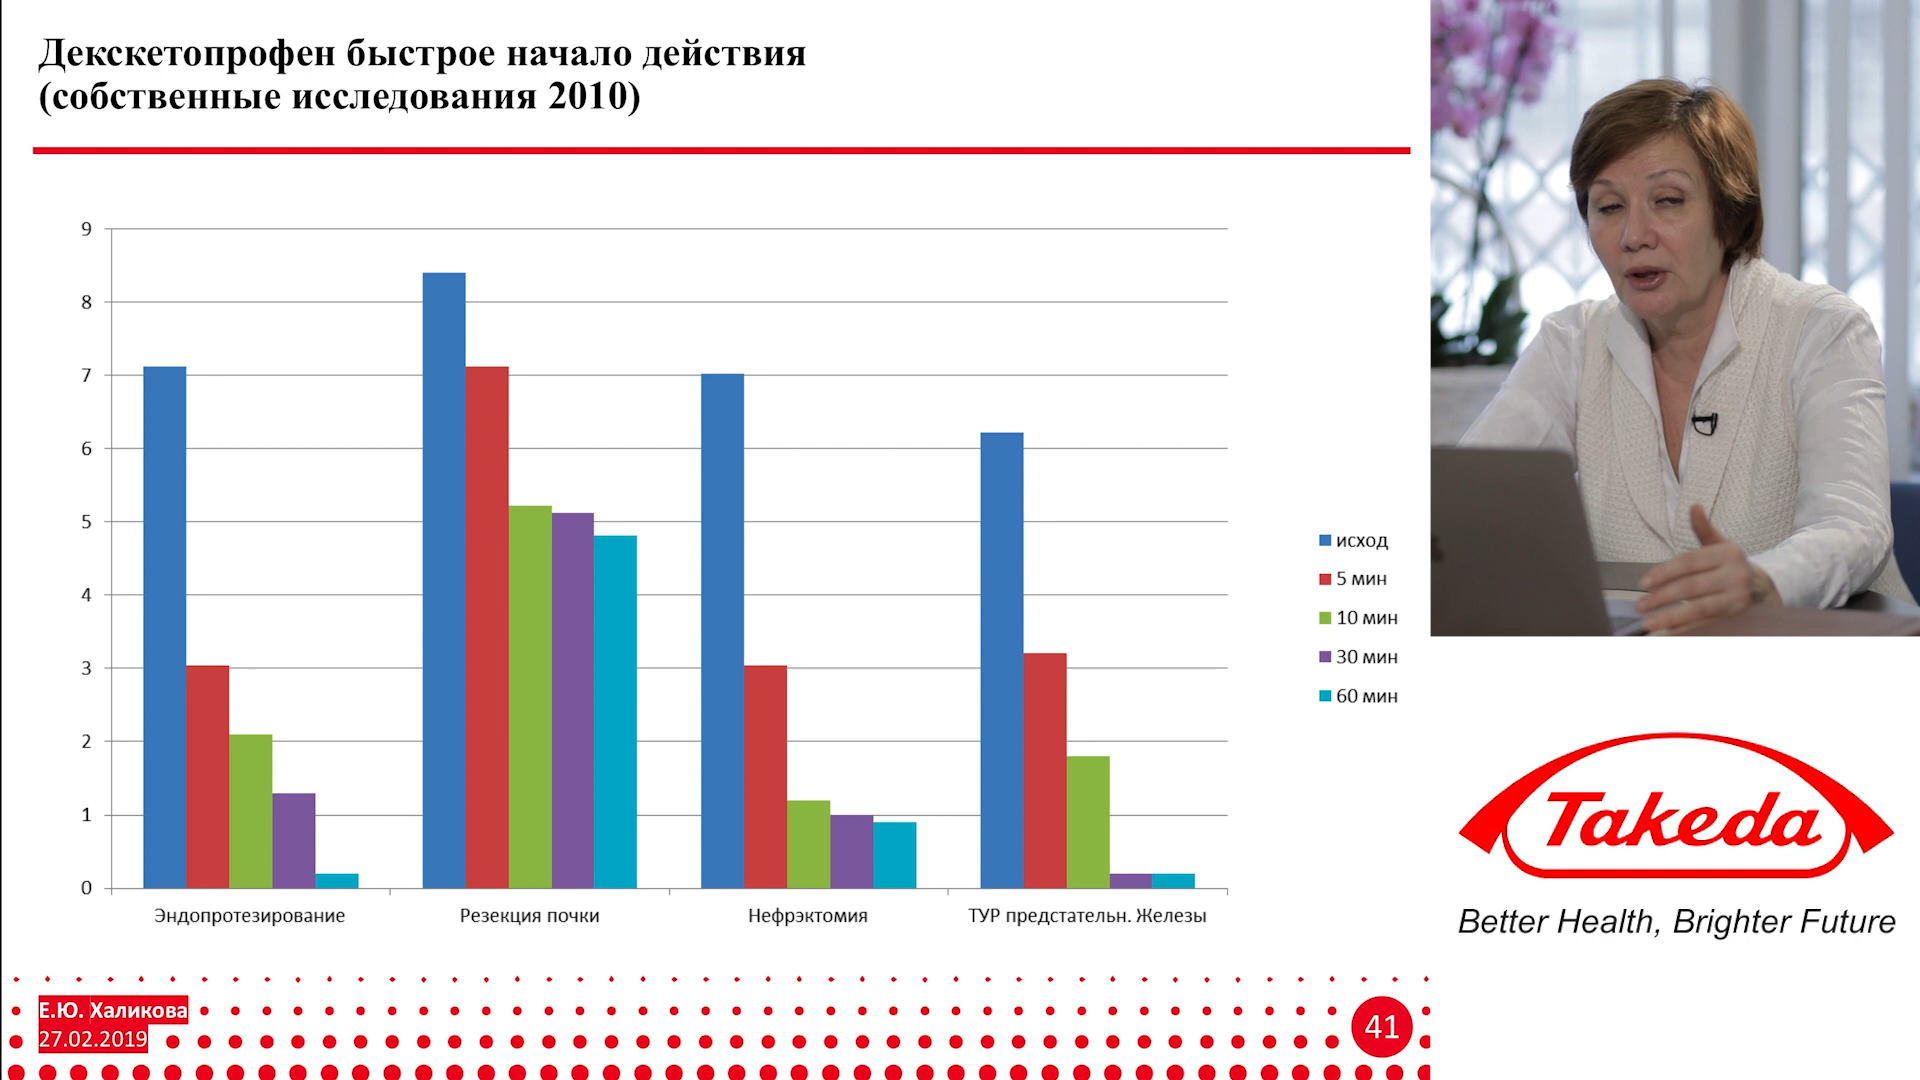 Декскетопрофен быстрое начало действия
(собственные исследования 2010)
9
8
7
6
5
4
3
2
1
0
Эндопротезирование
Резекция почки
Нефрэктомия
ТУР предстательн. Железы
исход
5 мин
10 мин
30 мин
60 мин
Takeda
Better Health, Brighter Future
Е.Ю. Халикова
27.02.2019
41